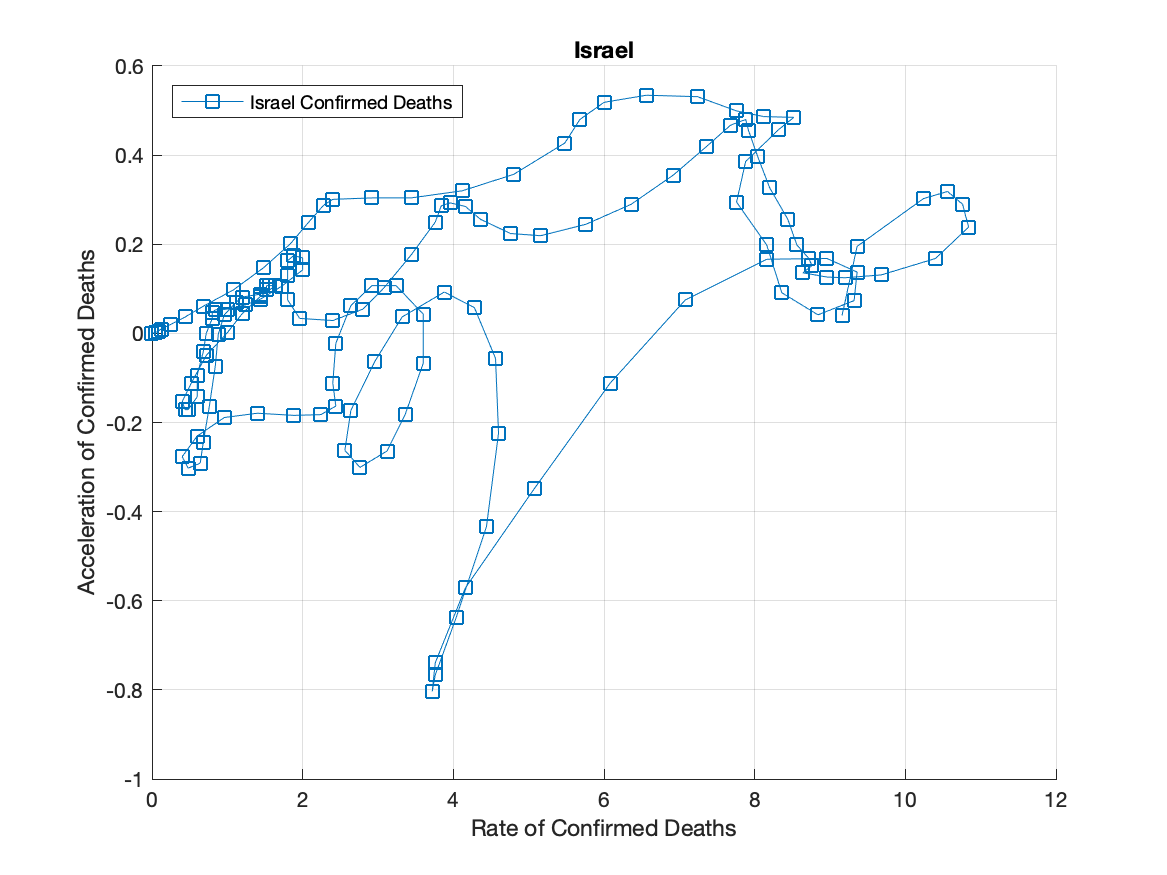 Israel
Israel Confirmed Deaths
0.6
0.4
0.2
0
-0.2
-0.4
-0.6
-0.8
-1
Acceleration of Confirmed Deaths
0 2 4 6 8 10 12
Rate of Confirmed Deaths